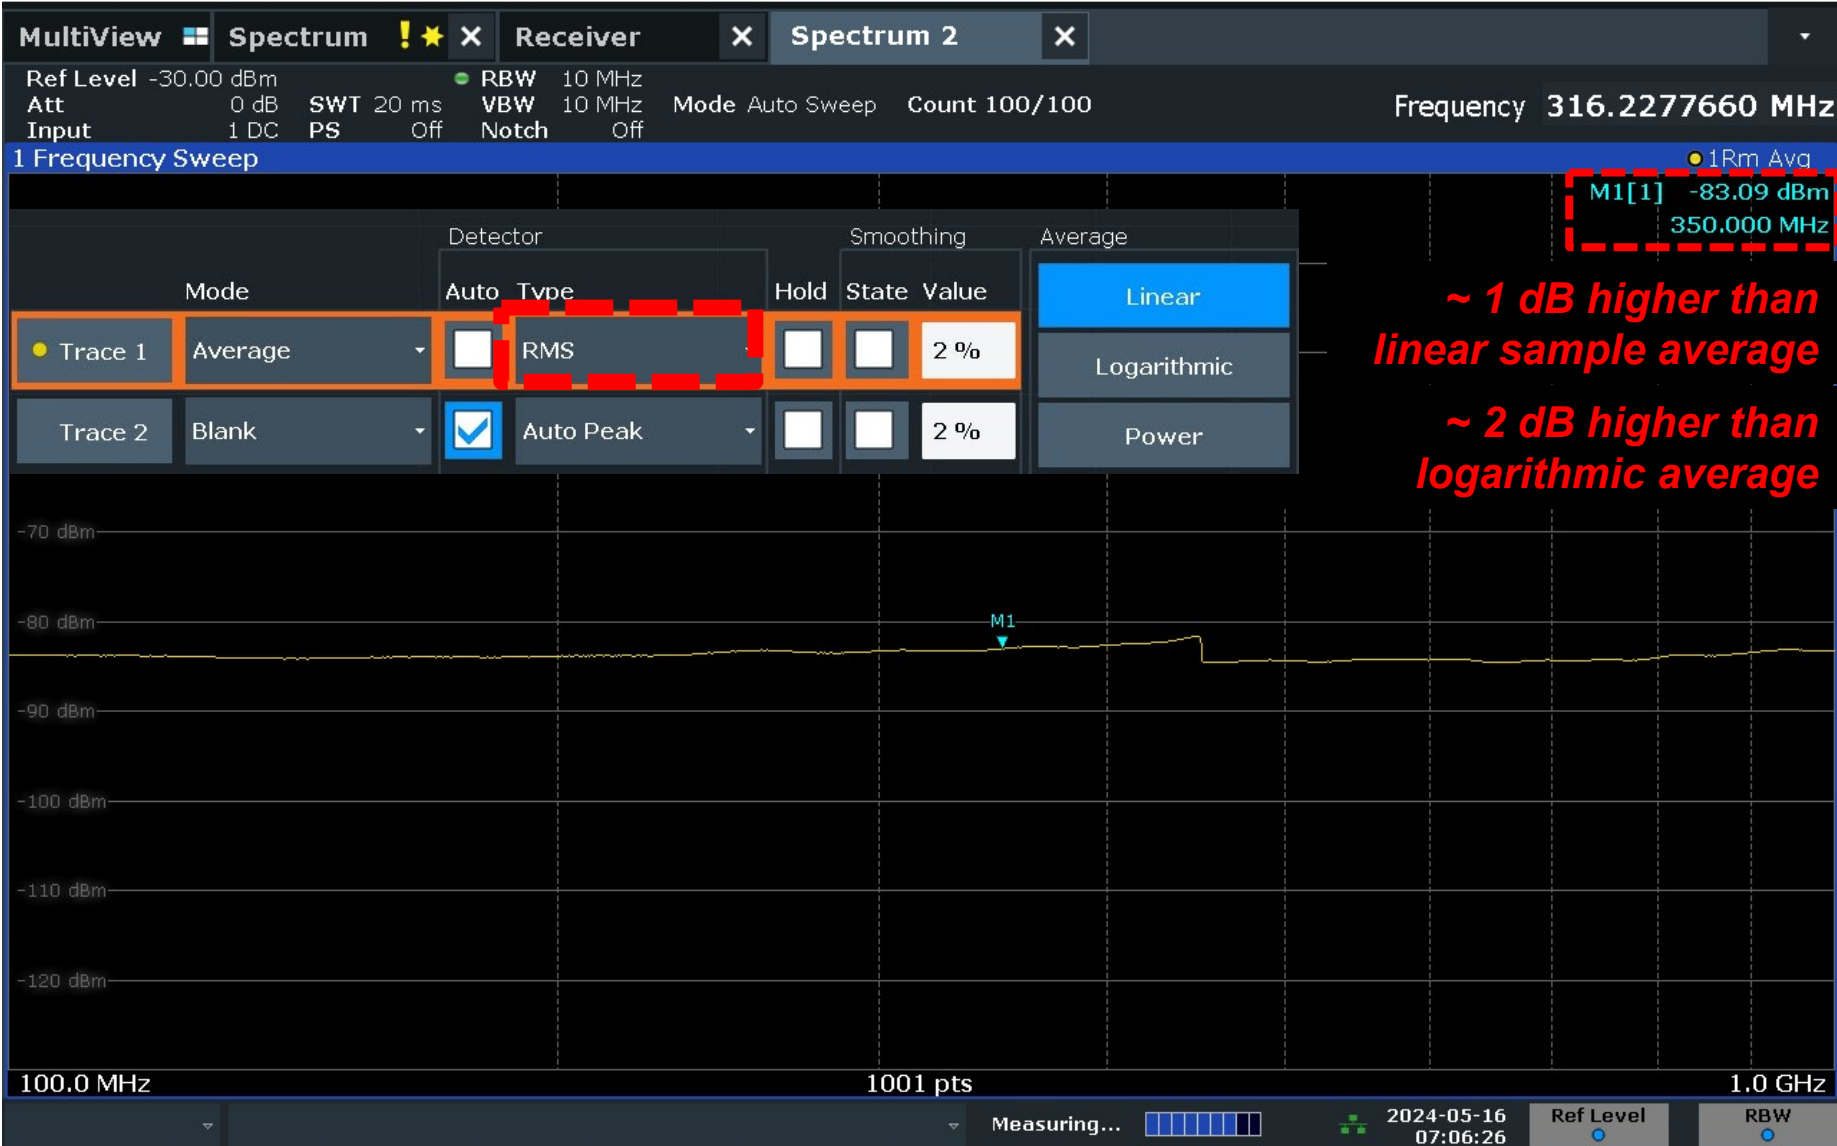 MultiView Spectrum ! Receiver Spectrum 2
Ref Level -30.00 dBm RBW 10 MHz
Att 0 dB SWT 20 ms VBW 10 MHz Mode Auto Sweep Count 100/100 Frequency 316.2277660 MHz
Input 1 DC PS Off Notch Off
1 Frequency Sweep 1Rm Avg
M1[1] -83.09 dBm
350.000 MHz
Detector Smoothing Average
Mode Auto Type Hold State Value
Linear
Trace 1 Average RMS 2 %
Logarithmic
Trace 2 Blank Auto Peak 2 %
Power
~ 1 dB higher than
linear sample average
~ 2 dB higher than
logarithmic average
-70 dBm
-80 dBm
M1
-90 dBm
-100 dBm
-110 dBm
-120 dBm
100.0 MHz 1001 pts 1.0 GHz
Measuring... 2024-05-16 Ref Level RBW
07:06:26